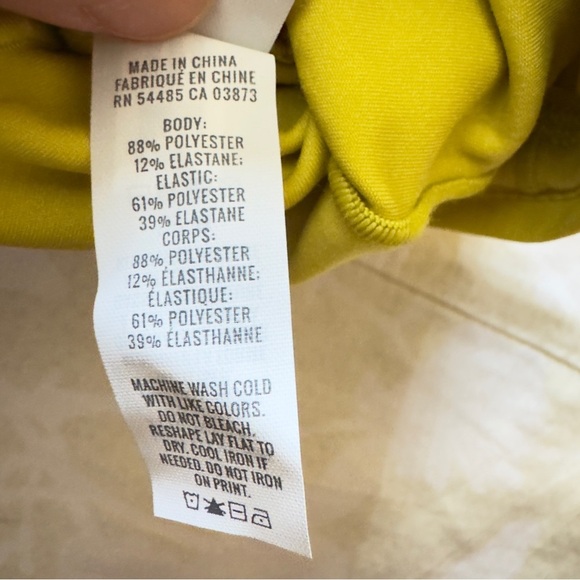 MADE IN CHINA
FABRIQUÉ EN CHINE
RN 54485 CA 03873
BODY:
88% POLYESTER
12% ELASTANE:
ELASTIC:
61% POLYESTER
39% ELASTANE
CORPS:
88% POLYESTER
12% ÉLASTHANNE:
ÉLASTIQUE:
61% POLYESTER
39% ÉLASTHANNE
MACHINE WASH COLD
WITH LIKE COLORS.
DO NOT BLEACH.
RESHAPE LAY FLAT TO
DRY. COOL IRON IF
NEEDED. DO NOT IRON
ON PRINT.